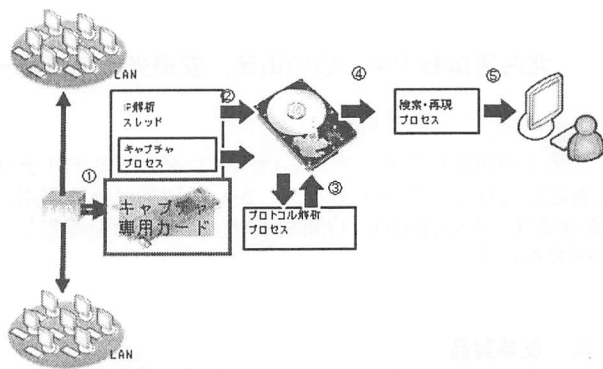 LAN
①
②
IP解析
スレッド
キャプチャ
プロセス
キャプチャ
専用カード
③
プロトコル解析
プロセス
④
検索・再現
プロセス
⑤
LAN